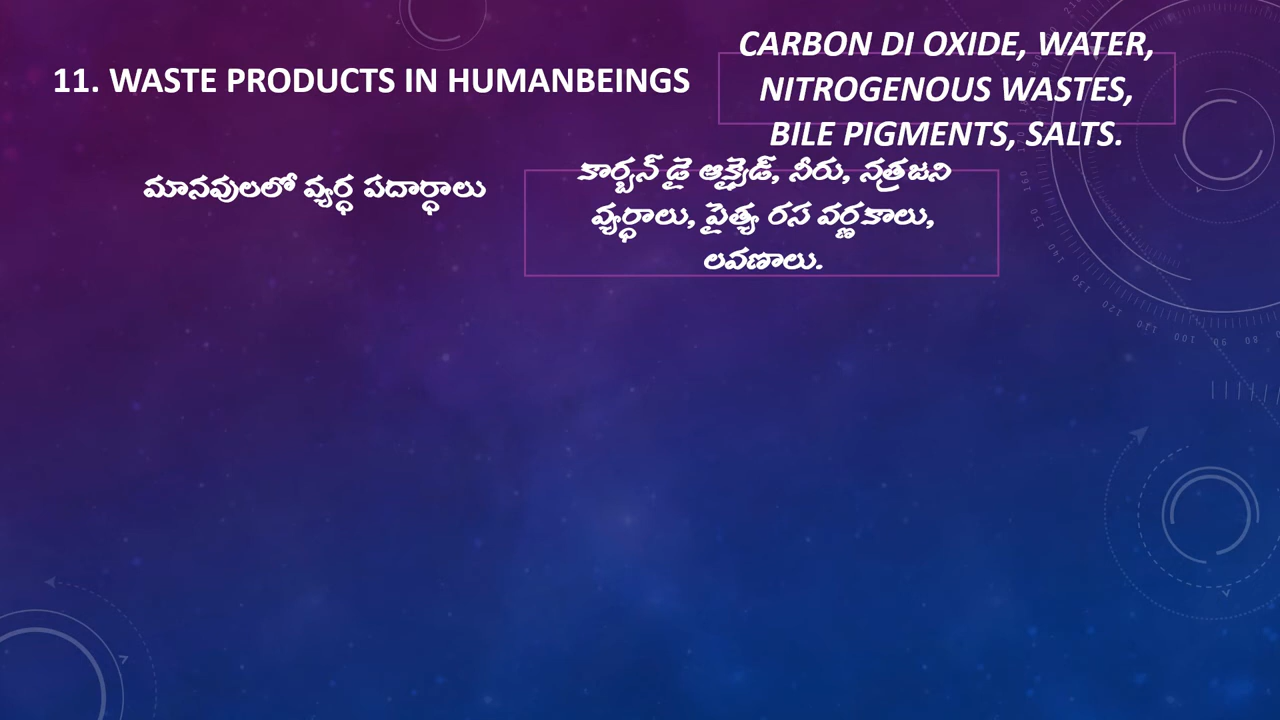 11. WASTE PRODUCTS IN HUMANBEINGS
CARBON DI OXIDE, WATER,
NITROGENOUS WASTES,
BILE PIGMENTS, SALTS.
మానవులలో వ్యర్ధ పదార్ధాలు
కార్బన్ డై ఆక్సైడ్, నీరు, నత్రజని
వ్యర్ధాలు, పైత్య రస వర్ణకాలు,
లవణాలు.